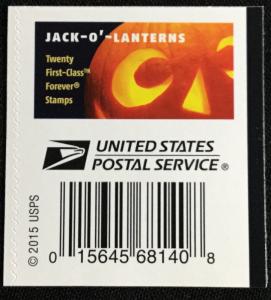 JACK-O'-LANTERNS
Twenty
First-Class™
Forever®
Stamps
UNITED STATES
POSTAL SERVICE®
© 2015 USPS
0 15645 68140 8